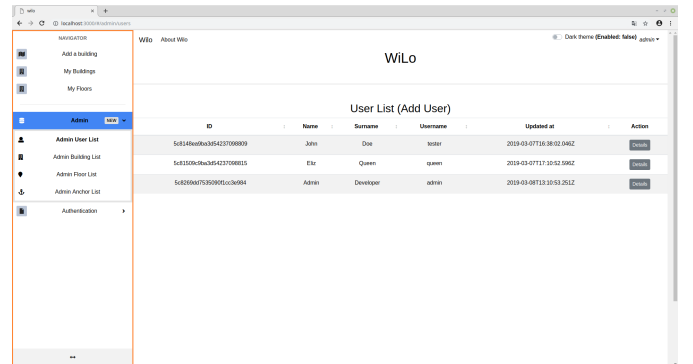 wilo
localhost:3000/#/admin/users
NAVIGATOR
Add a building
My Buildings
My Floors
Admin NEW
Admin User List
Admin Building List
Admin Floor List
Admin Anchor List
Authentication
Wilo About Wilo
Dark theme (Enabled: false) admin
WiLo
User List (Add User)
ID Name Surname Username Updated at Action
5c8148ea9ba3d54237098809 John Doe tester 2019-03-07T16:38:02.046Z Details
5c81509c9ba3d54237098815 Eliz Queen queen 2019-03-07T17:10:52.596Z Details
5c8269dd7535090f1cc3e984 Admin Developer admin 2019-03-08T13:10:53.251Z Details